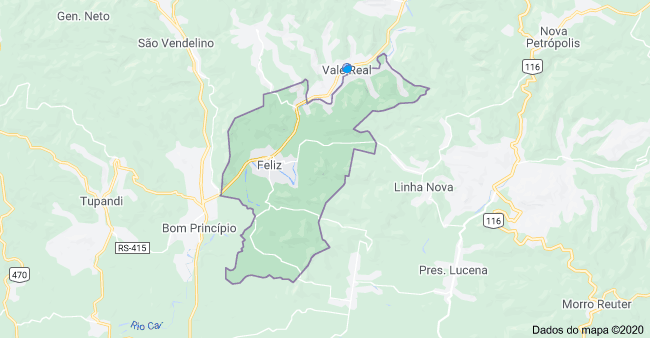 Gen. Neto
São Vendelino
Nova
Petrópolis
Vale Real
116
Feliz
Linha Nova
Tupandi
116
Bom Princípio
RS-415
470
Pres. Lucena
Morro Reuter
Rio Caí
Dados do mapa ©2020